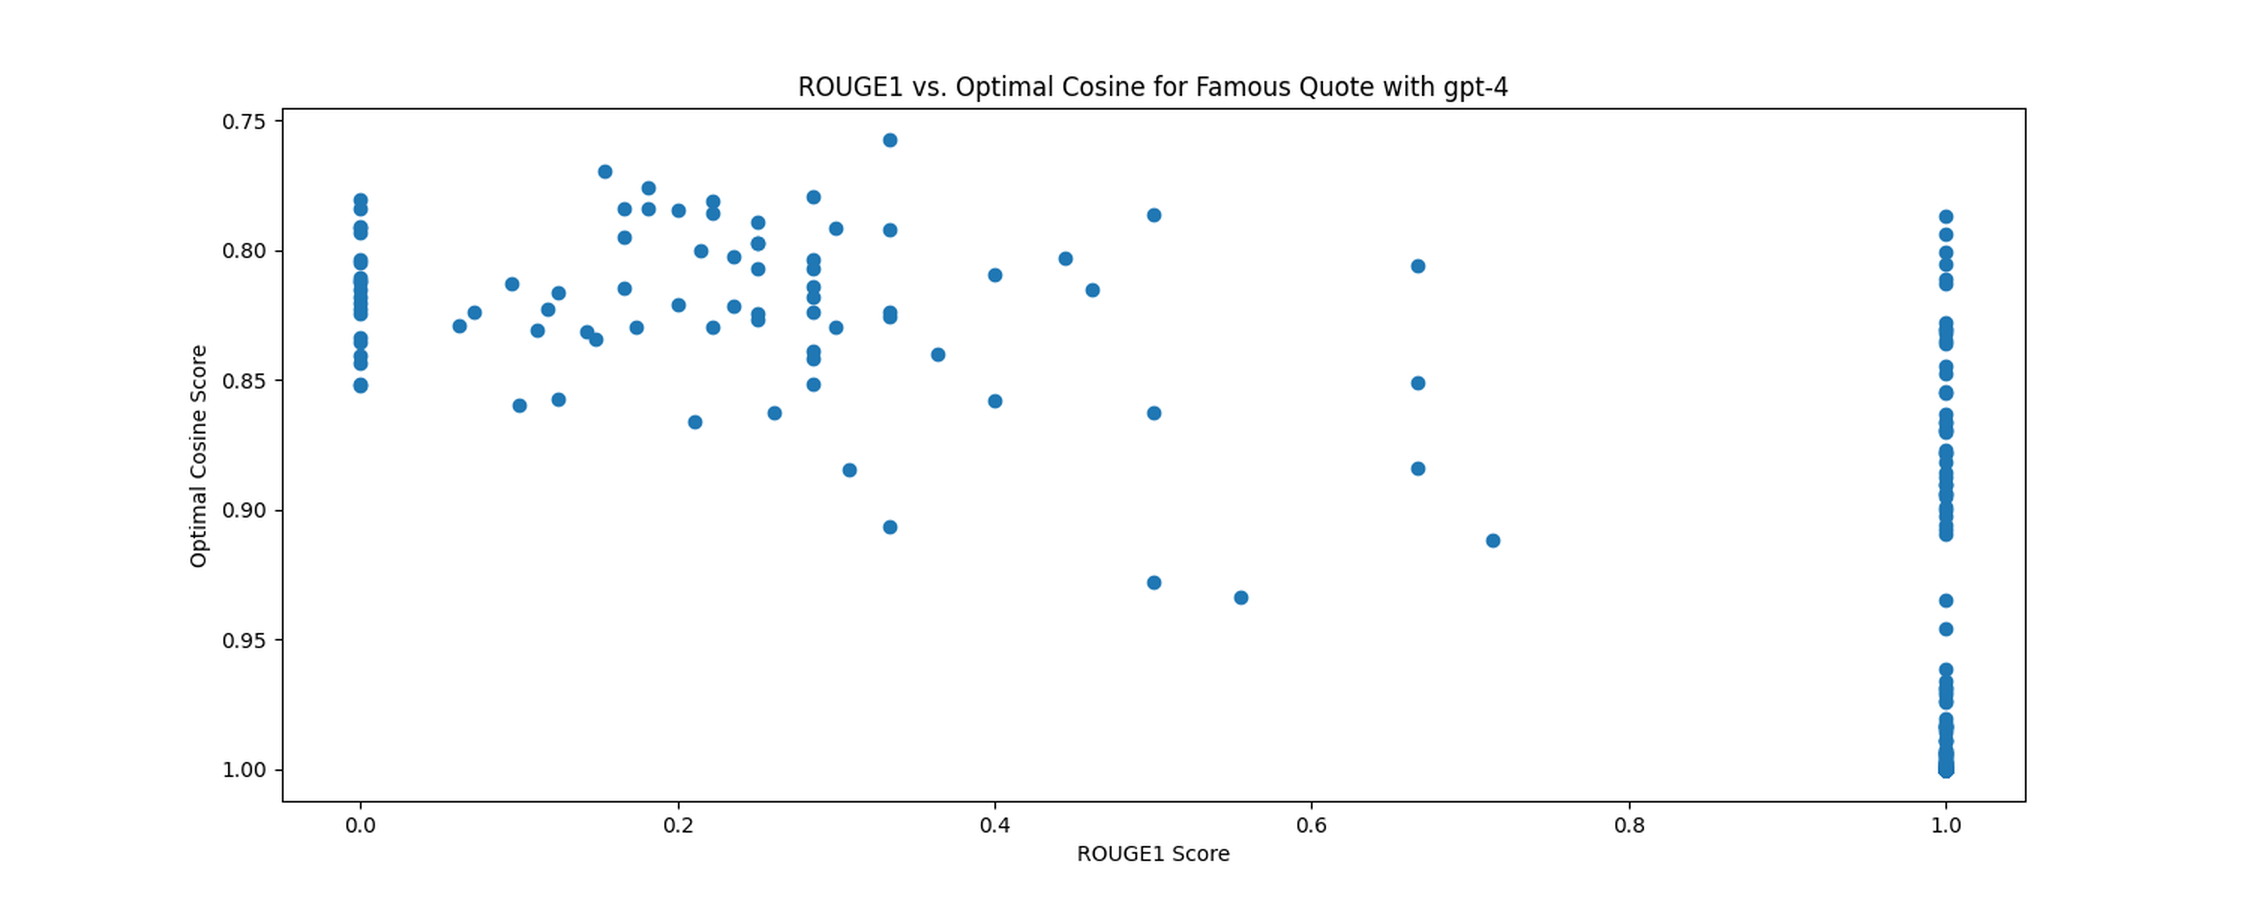 ROUGE1 vs. Optimal Cosine for Famous Quote with gpt-4
Optimal Cosine Score
0.75
0.80
0.85
0.90
0.95
1.00
0.0 0.2 0.4 0.6 0.8 1.0
ROUGE1 Score